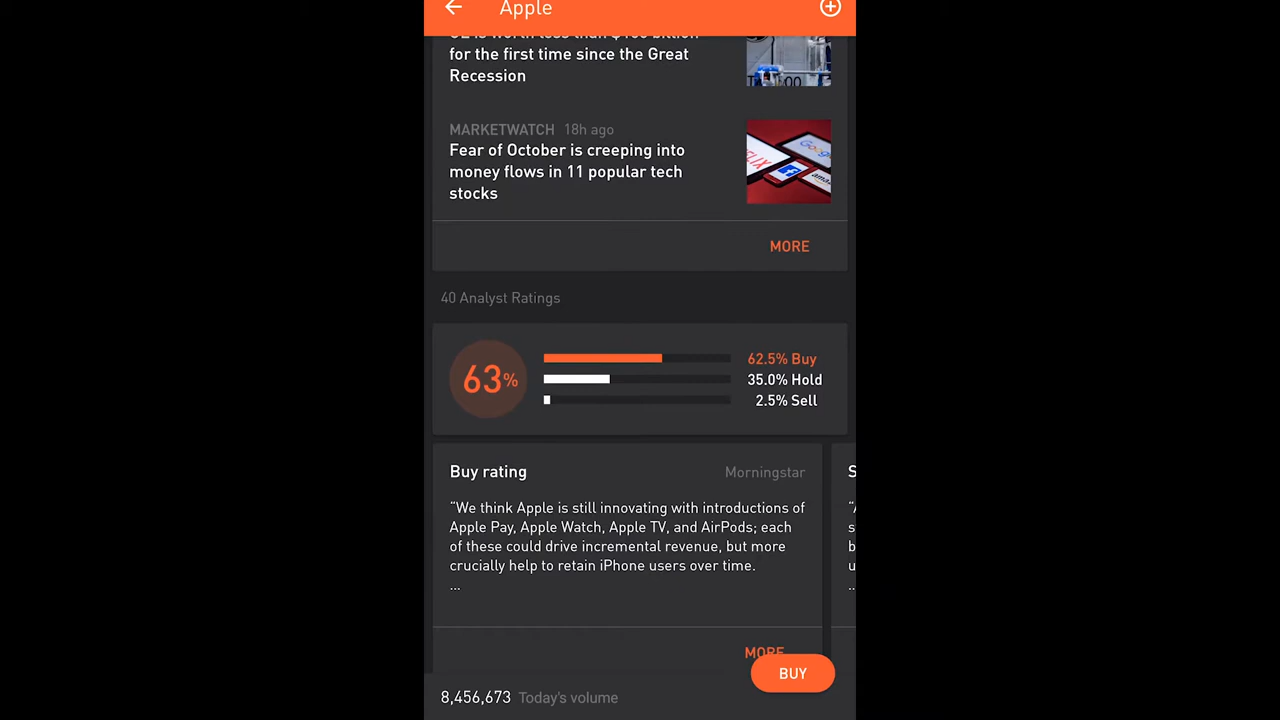 Apple
for the first time since the Great
Recession
MARKETWATCH 18h ago
Fear of October is creeping into
money flows in 11 popular tech
stocks
MORE
40 Analyst Ratings
63%
62.5% Buy
35.0% Hold
2.5% Sell
Buy rating
Morningstar
“We think Apple is still innovating with introductions of
Apple Pay, Apple Watch, Apple TV, and AirPods; each
of these could drive incremental revenue, but more
crucially help to retain iPhone users over time.
...
MORE
BUY
8,456,673 Today's volume